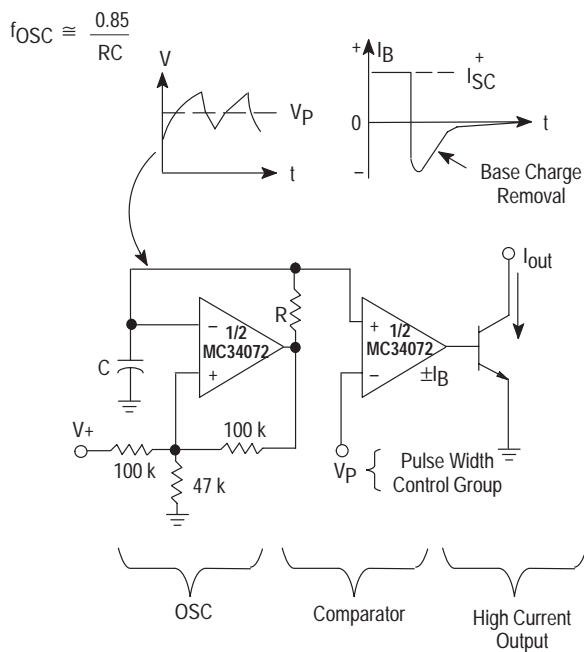 fOSC ≅ 0.85
RC
V
VP
t
+ IB
ISC+
0
t
–
Base Charge
Removal
Iout
R
–
1/2
MC34072
+
+
1/2
MC34072
–
±IB
C
V+
100 k
100 k
47 k
VP
Pulse Width
Control Group
OSC
Comparator
High Current
Output